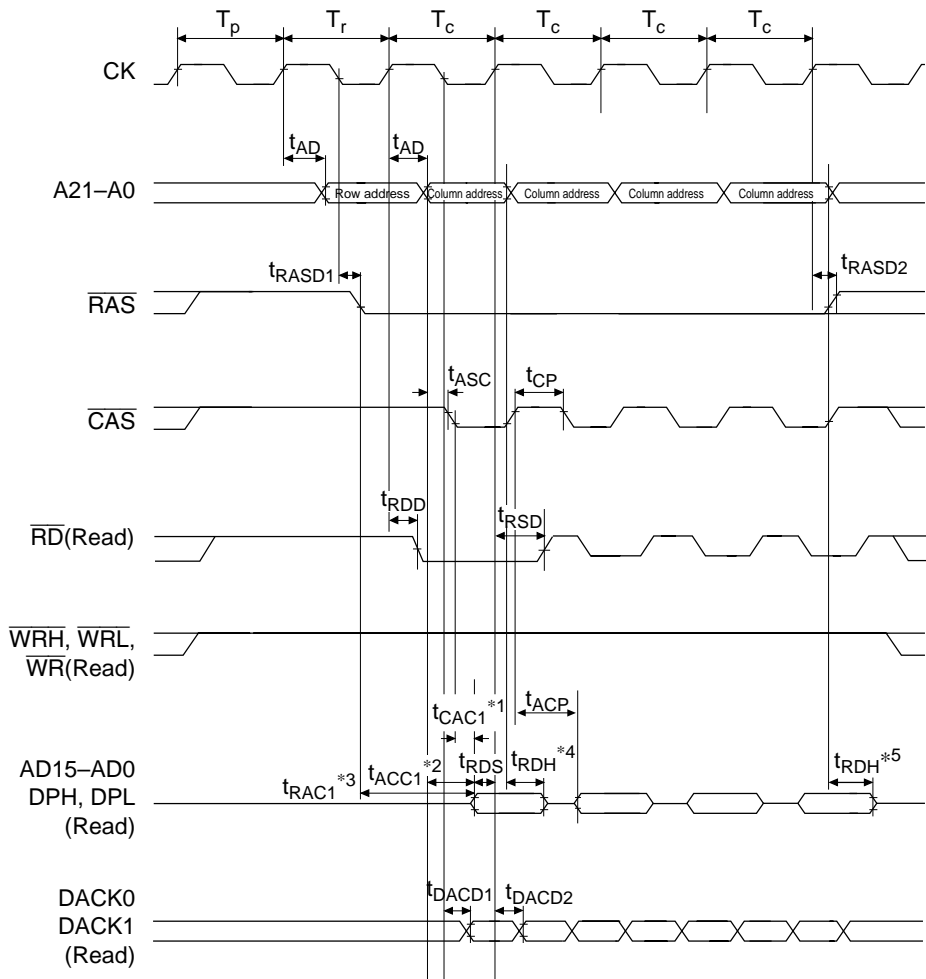 Tp Tr Tc Tc Tc Tc
CK
tAD tAD
A21–A0 Row address Column address Column address Column address Column address
tRASD1 tRASD2
RAS
tASC tCP
CAS
tRDD tRSD
RD(Read)
WRH, WRL,
WR(Read)
tCAC1*1 tACP
AD15–AD0
DPH, DPL
(Read)
tRAC1*3 tACC1*2 tRDS tRDH*4 tRDH*5
DACK0
DACK1
(Read)
tDACD1 tDACD2